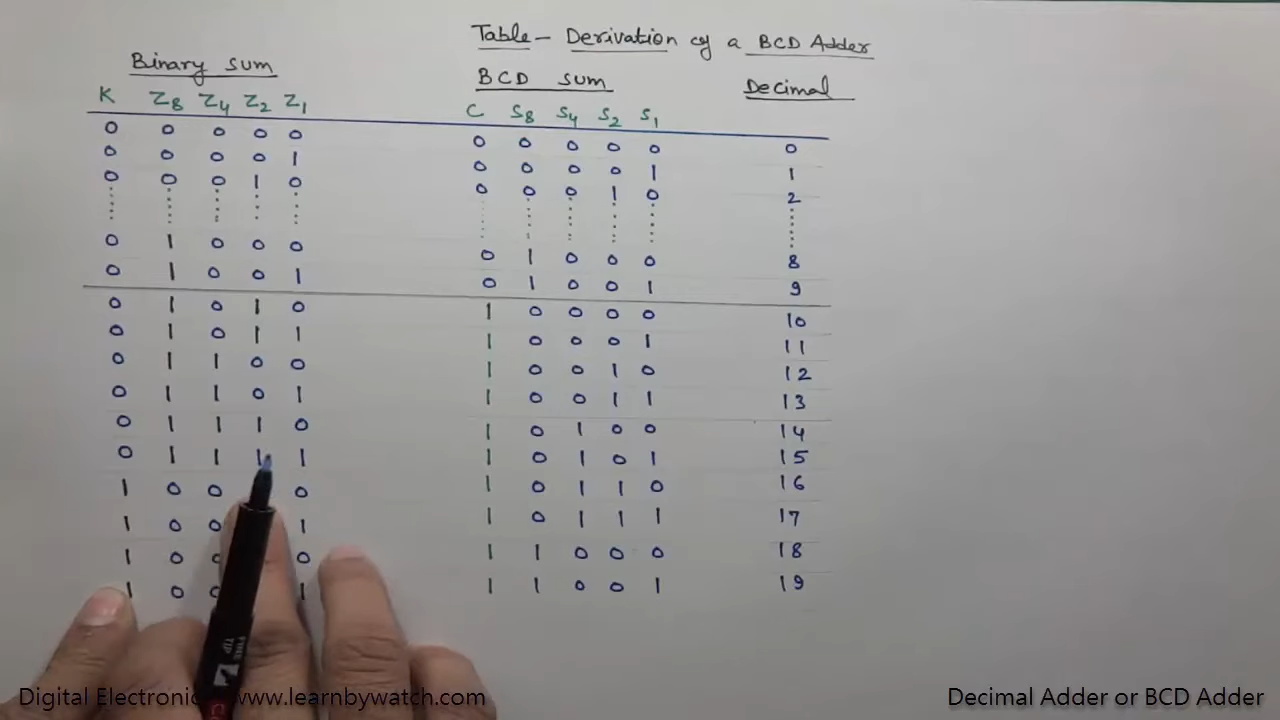 Table - Derivation of a BCD Adder
Binary Sum BCD sum Decimal
K Z8 Z4 Z2 Z1 C S8 S4 S2 S1
0 0 0 0 0 0 0 0 0 0 0
0 0 0 0 1 0 0 0 0 1 1
0 0 0 1 0 0 0 0 1 0 2
0 1 0 0 0 0 1 0 0 0 8
0 1 0 0 1 0 1 0 0 1 9
0 1 0 1 0 1 0 0 0 0 10
0 1 0 1 1 1 0 0 0 1 11
0 1 1 0 0 1 0 0 1 0 12
0 1 1 0 1 1 0 0 1 1 13
0 1 1 1 0 1 0 1 0 0 14
0 1 1 1 1 1 0 1 0 1 15
1 0 0 0 1 0 1 1 0 16
1 0 0 1 1 0 1 1 1 17
1 0 0 1 1 0 0 0 18
1 0 1 1 1 0 0 1 19
Digital Electronic www.learnbywatch.com Decimal Adder or BCD Adder